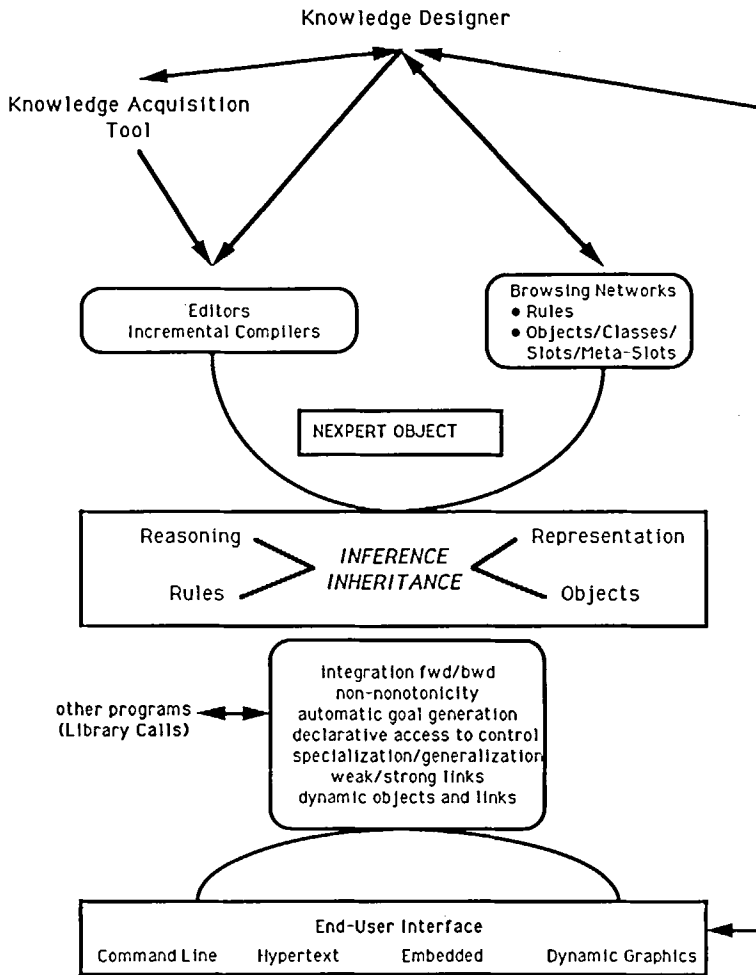 Knowledge Designer
Knowledge Acquisition
Tool
Editors
Incremental Compilers
Browsing Networks
● Rules
● Objects/Classes/
Slots/Meta-Slots
NEXPERT OBJECT
Reasoning
Representation
INFERENCE
INHERITANCE
Rules
Objects
integration fwd/bwd
non-nonotonicity
automatic goal generation
declarative access to control
specialization/generalization
weak/strong links
dynamic objects and links
other programs
(Library Calls)
End-User Interface
Command Line Hypertext Embedded Dynamic Graphics